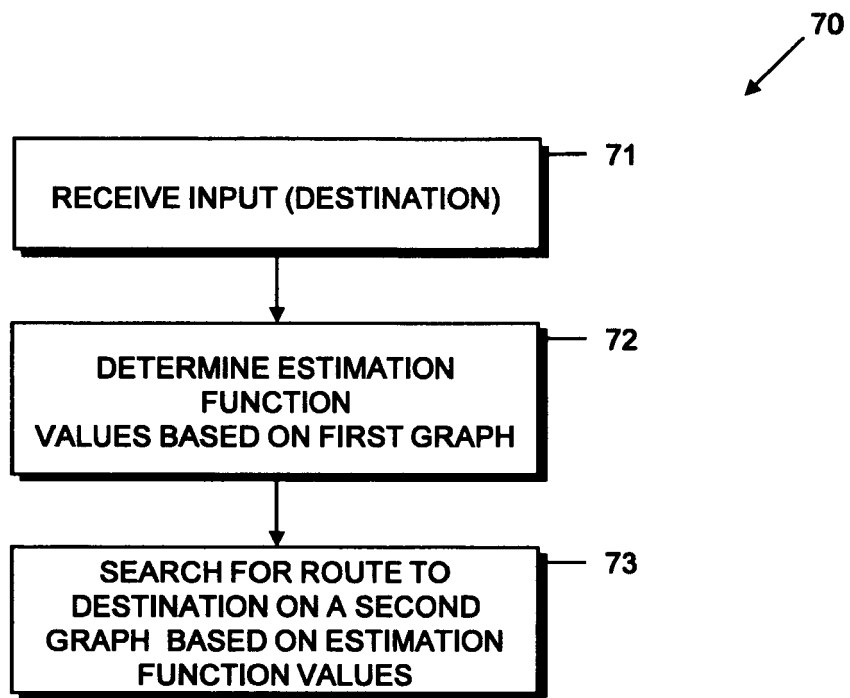 70
71
RECEIVE INPUT (DESTINATION)
72
DETERMINE ESTIMATION
FUNCTION
VALUES BASED ON FIRST GRAPH
73
SEARCH FOR ROUTE TO
DESTINATION ON A SECOND
GRAPH BASED ON ESTIMATION
FUNCTION VALUES